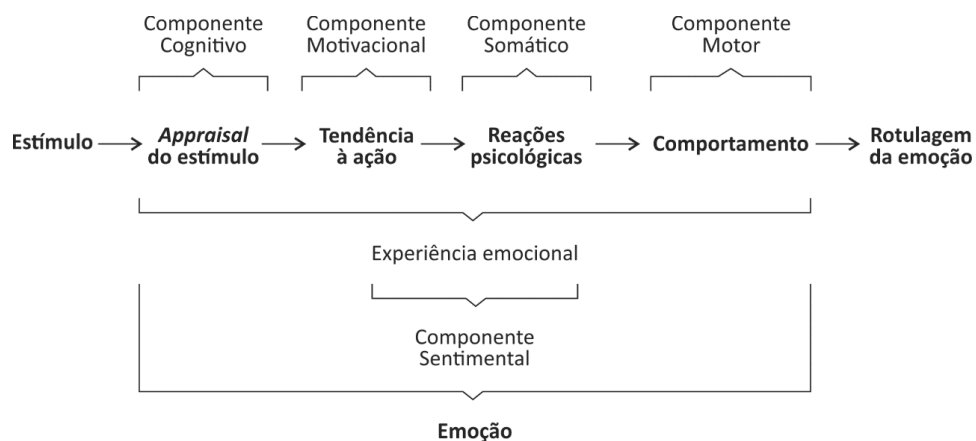 Componente
Cognitivo
Componente
Motivacional
Componente
Somático
Componente
Motor
Estímulo
Appraisal
do estímulo
Tendência
à ação
Reações
psicológicas
Comportamento
Rotulagem
da emoção
Experiência emocional
Componente
Sentimental
Emoção